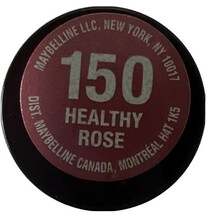 MAYBELLINE LLC, NEW YORK, NY 10017
150
HEALTHY
ROSE
DIST. MAYBELLINE CANADA, MONTRÉAL H4T 1K5